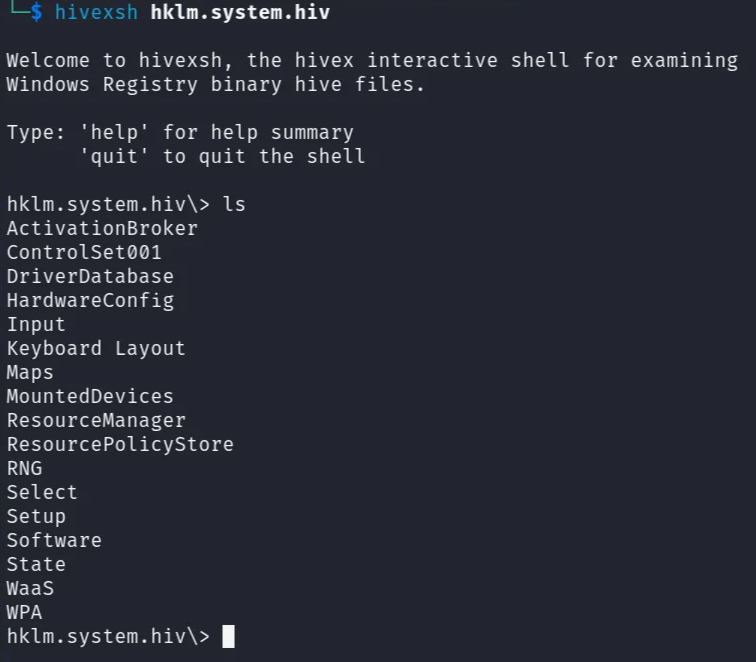 └─$ hivexsh hklm.system.hiv
Welcome to hivexsh, the hivex interactive shell for examining
Windows Registry binary hive files.
Type: 'help' for help summary
      'quit' to quit the shell
hklm.system.hiv\> ls
ActivationBroker
ControlSet001
DriverDatabase
HardwareConfig
Input
Keyboard Layout
Maps
MountedDevices
ResourceManager
ResourcePolicyStore
RNG
Select
Setup
Software
State
WaaS
WPA
hklm.system.hiv\>